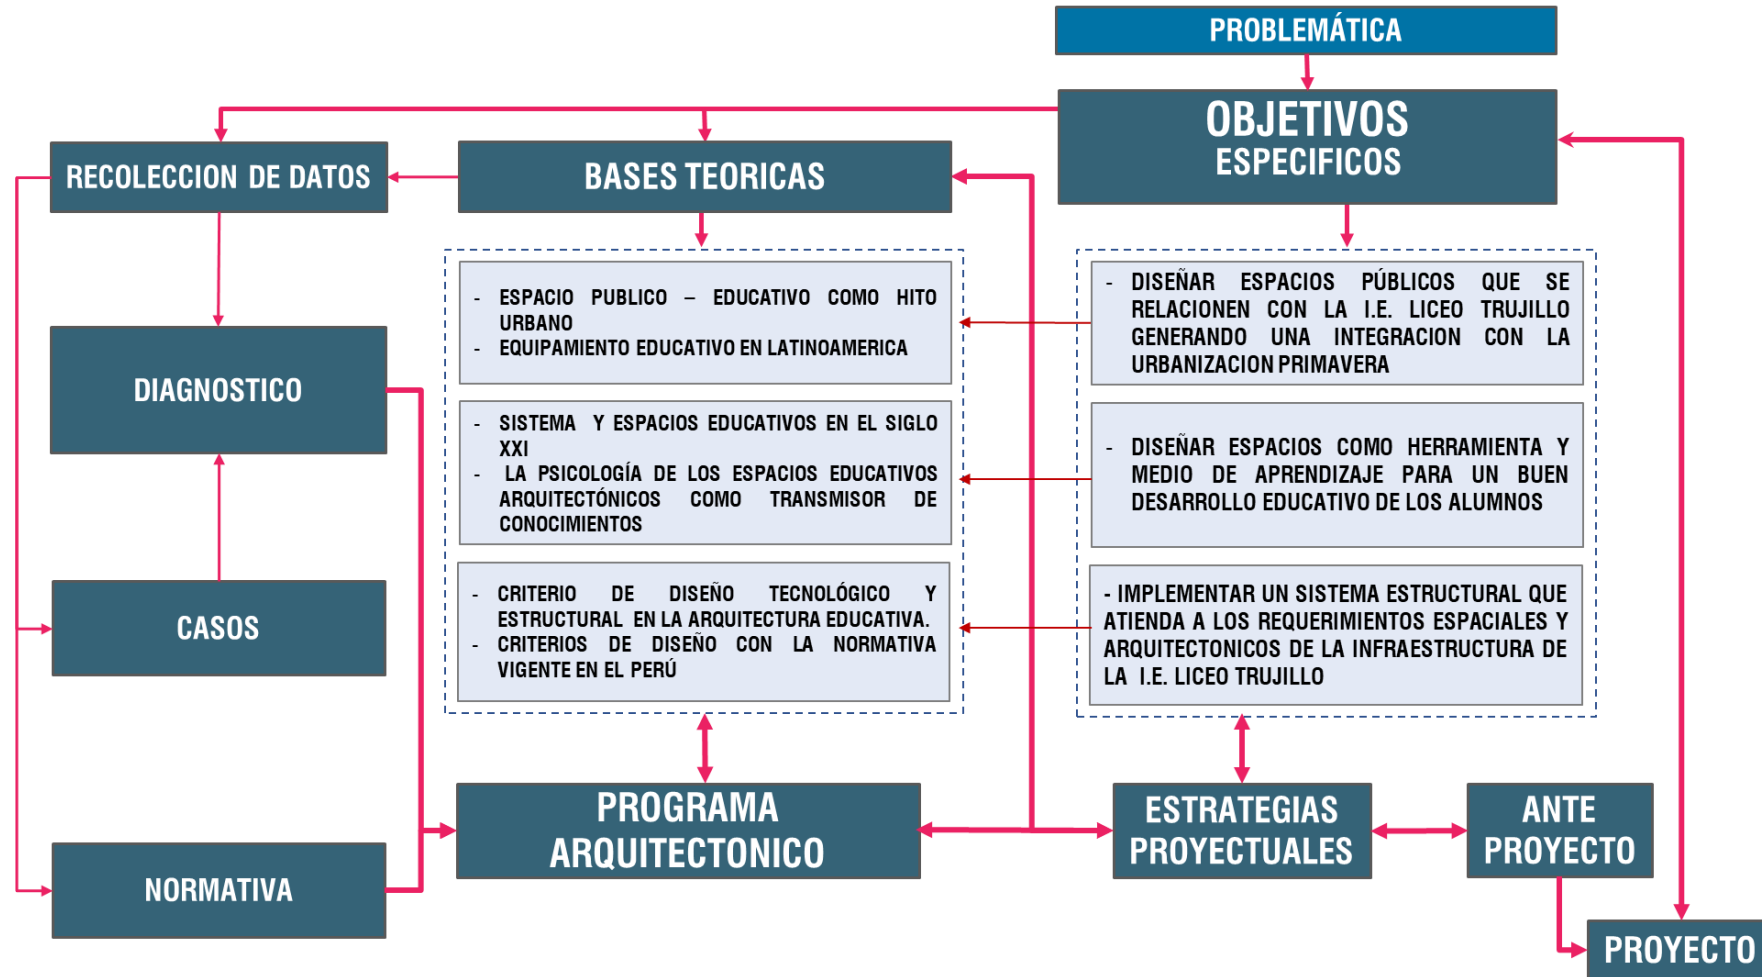 PROBLEMÁTICA
OBJETIVOS
ESPECIFICOS
RECOLECCION DE DATOS
BASES TEORICAS
- ESPACIO PUBLICO – EDUCATIVO COMO HITO
URBANO
- EQUIPAMIENTO EDUCATIVO EN LATINOAMERICA
- DISEÑAR ESPACIOS PÚBLICOS QUE SE
RELACIONEN CON LA I.E. LICEO TRUJILLO
GENERANDO UNA INTEGRACION CON LA
URBANIZACION PRIMAVERA
DIAGNOSTICO
- SISTEMA Y ESPACIOS EDUCATIVOS EN EL SIGLO
XXI
- LA PSICOLOGÍA DE LOS ESPACIOS EDUCATIVOS
ARQUITECTÓNICOS COMO TRANSMISOR DE
CONOCIMIENTOS
- DISEÑAR ESPACIOS COMO HERRAMIENTA Y
MEDIO DE APRENDIZAJE PARA UN BUEN
DESARROLLO EDUCATIVO DE LOS ALUMNOS
CASOS
- CRITERIO DE DISEÑO TECNOLÓGICO Y
ESTRUCTURAL EN LA ARQUITECTURA EDUCATIVA.
- CRITERIOS DE DISEÑO CON LA NORMATIVA
VIGENTE EN EL PERÚ
- IMPLEMENTAR UN SISTEMA ESTRUCTURAL QUE
ATIENDA A LOS REQUERIMIENTOS ESPACIALES Y
ARQUITECTONICOS DE LA INFRAESTRUCTURA DE
LA I.E. LICEO TRUJILLO
NORMATIVA
PROGRAMA
ARQUITECTONICO
ESTRATEGIAS
PROYECTUALES
ANTE
PROYECTO
PROYECTO